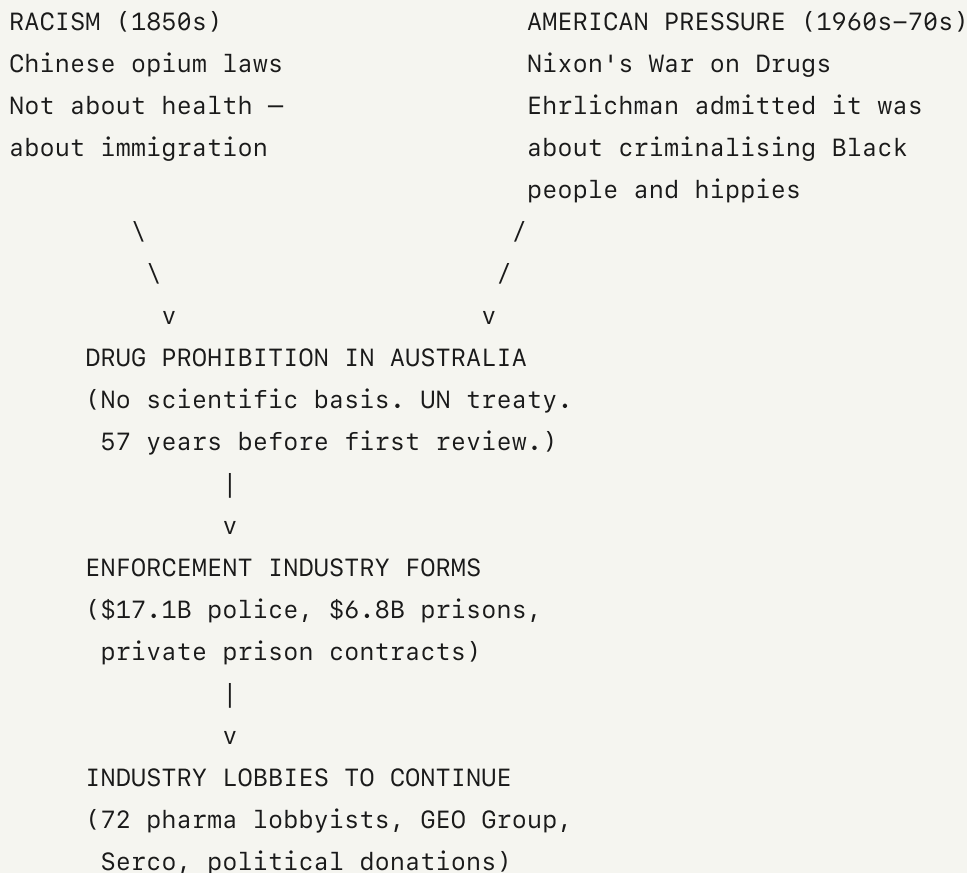 RACISM (1850s)                    AMERICAN PRESSURE (1960s–70s)
Chinese opium laws                Nixon's War on Drugs
Not about health —                Ehrlichman admitted it was
about immigration                 about criminalising Black
                                  people and hippies
        \                        /
         \                      /
          v                    v
     DRUG PROHIBITION IN AUSTRALIA
     (No scientific basis. UN treaty.
      57 years before first review.)
              |
              v
     ENFORCEMENT INDUSTRY FORMS
     ($17.1B police, $6.8B prisons,
      private prison contracts)
              |
              v
     INDUSTRY LOBBIES TO CONTINUE
     (72 pharma lobbyists, GEO Group,
      Serco, political donations)